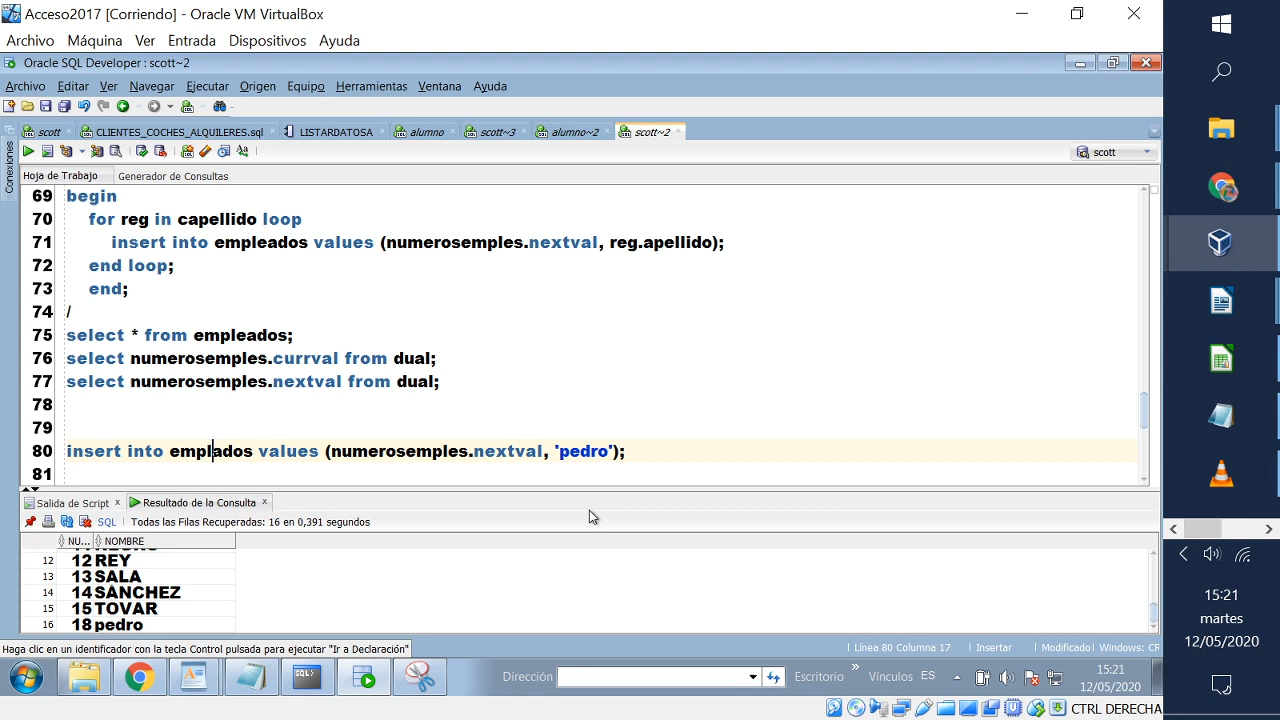 Acceso2017 [Corriendo] - Oracle VM VirtualBox
Archivo Máquina Ver Entrada Dispositivos Ayuda
Oracle SQL Developer : scott~2
Archivo Editar Ver Navegar Ejecutar Origen Equipo Herramientas Ventana Ayuda
scott CLIENTES_COCHES_ALQUILERES.sql LISTARDATOSA alumno scott~3 alumno~2 scott~2
scott
Conexiones
Hoja de Trabajo Generador de Consultas
69 begin
70 for reg in capellido loop
71 insert into empleados values (numerosemples.nextval, reg.apellido);
72 end loop;
73 end;
74 /
75 select * from empleados;
76 select numerosemples.currval from dual;
77 select numerosemples.nextval from dual;
78
79
80 insert into emplados values (numerosemples.nextval, 'pedro');
81
Salida de Script Resultado de la Consulta
SQL Todas las Filas Recuperadas: 16 en 0,391 segundos
NU... NOMBRE
12 12 REY
13 13 SALA
14 14 SANCHEZ
15 15 TOVAR
16 18 pedro
Haga clic en un identificador con la tecla Control pulsada para ejecutar "Ir a Declaración" Línea 80 Columna 17 Insertar Modificado Windows: CR
Dirección Escritorio » Vínculos ES 15:21
12/05/2020
CTRL DERECHA
15:21
martes
12/05/2020